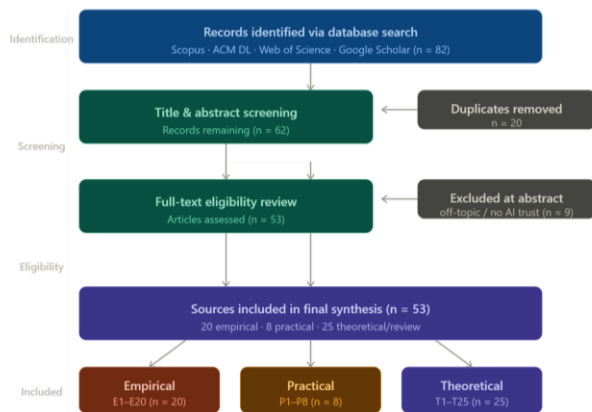 Identification
Records identified via database search
Scopus · ACM DL · Web of Science · Google Scholar (n = 82)
Title & abstract screening
Records remaining (n = 62)
Duplicates removed
n = 20
Screening
Full-text eligibility review
Articles assessed (n = 53)
Excluded at abstract
off-topic / no AI trust (n = 9)
Eligibility
Sources included in final synthesis (n = 53)
20 empirical · 8 practical · 25 theoretical/review
Included
Empirical
E1–E20 (n = 20)
Practical
P1–P8 (n = 8)
Theoretical
T1–T25 (n = 25)